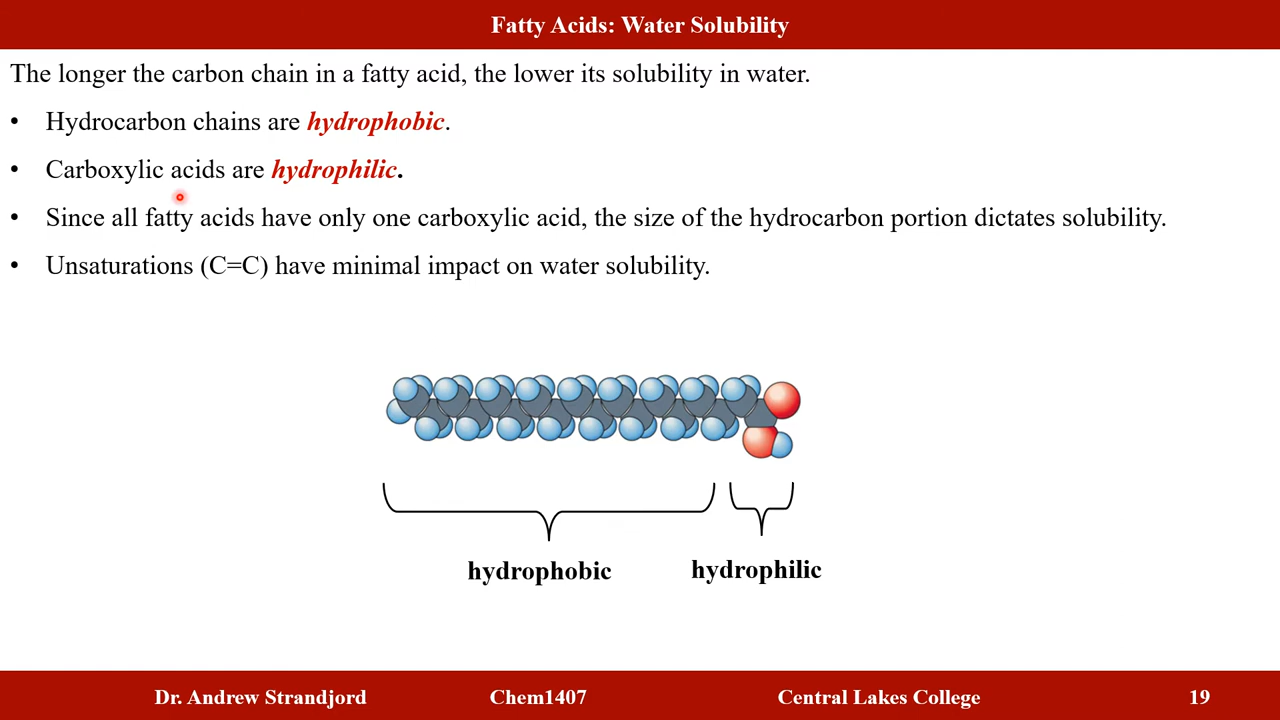 Fatty Acids: Water Solubility
The longer the carbon chain in a fatty acid, the lower its solubility in water.
• Hydrocarbon chains are hydrophobic.
• Carboxylic acids are hydrophilic.
• Since all fatty acids have only one carboxylic acid, the size of the hydrocarbon portion dictates solubility.
• Unsaturations (C=C) have minimal impact on water solubility.
hydrophobic hydrophilic
Dr. Andrew Strandjord Chem1407 Central Lakes College 19